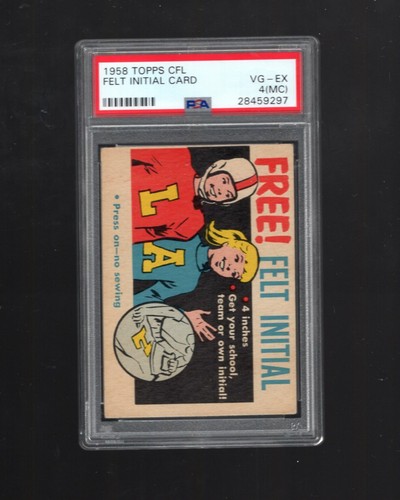 1958 TOPPS CFL
FELT INITIAL CARD
VG-EX
4(MC)
PSA
28459297
FREE! FELT INITIAL
• 4 inches
• Get your school,
team or own initial!
L
A
L
• Press on—no sewing